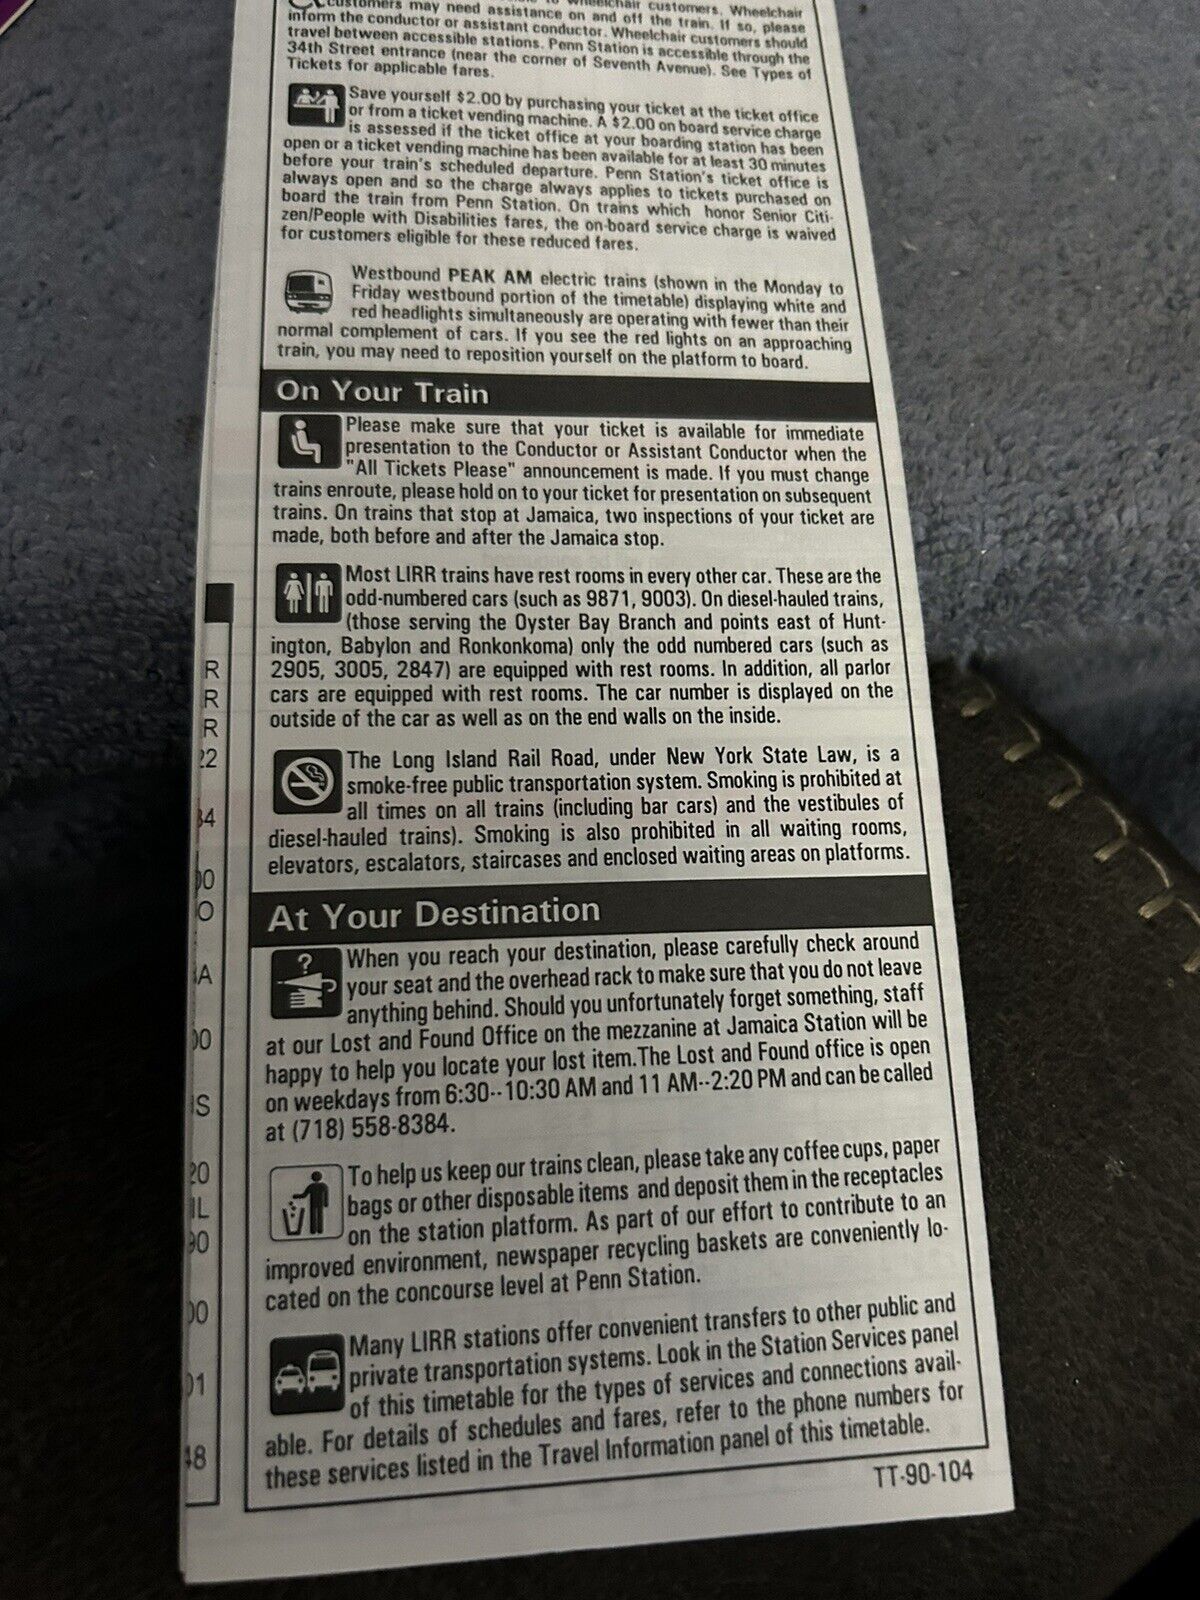 wheelchair customers. Wheelchair
customers may need assistance on and off the train. If so, please
inform the conductor or assistant conductor. Wheelchair customers should
travel between accessible stations. Penn Station is accessible through the
34th Street entrance (near the corner of Seventh Avenue). See Types of
Tickets for applicable fares.
Save yourself $2.00 by purchasing your ticket at the ticket office
or from a ticket vending machine. A $2.00 on board service charge
is assessed if the ticket office at your boarding station has been
open or a ticket vending machine has been available for at least 30 minutes
before your train's scheduled departure. Penn Station's ticket office is
always open and so the charge always applies to tickets purchased on
board the train from Penn Station. On trains which honor Senior Citi-
zen/People with Disabilities fares, the on-board service charge is waived
for customers eligible for these reduced fares.
Westbound PEAK AM electric trains (shown in the Monday to
Friday westbound portion of the timetable) displaying white and
red headlights simultaneously are operating with fewer than their
normal complement of cars. If you see the red lights on an approaching
train, you may need to reposition yourself on the platform to board.
On Your Train
Please make sure that your ticket is available for immediate
presentation to the Conductor or Assistant Conductor when the
"All Tickets Please" announcement is made. If you must change
trains enroute, please hold on to your ticket for presentation on subsequent
trains. On trains that stop at Jamaica, two inspections of your ticket are
made, both before and after the Jamaica stop.
Most LIRR trains have rest rooms in every other car. These are the
odd-numbered cars (such as 9871, 9003). On diesel-hauled trains,
(those serving the Oyster Bay Branch and points east of Hunt-
ington, Babylon and Ronkonkoma) only the odd numbered cars (such as
2905, 3005, 2847) are equipped with rest rooms. In addition, all parlor
cars are equipped with rest rooms. The car number is displayed on the
outside of the car as well as on the end walls on the inside.
The Long Island Rail Road, under New York State Law, is a
smoke-free public transportation system. Smoking is prohibited at
all times on all trains (including bar cars) and the vestibules of
diesel-hauled trains). Smoking is also prohibited in all waiting rooms,
elevators, escalators, staircases and enclosed waiting areas on platforms.
At Your Destination
?
When you reach your destination, please carefully check around
your seat and the overhead rack to make sure that you do not leave
anything behind. Should you unfortunately forget something, staff
at our Lost and Found Office on the mezzanine at Jamaica Station will be
happy to help you locate your lost item.The Lost and Found office is open
on weekdays from 6:30--10:30 AM and 11 AM--2:20 PM and can be called
at (718) 558-8384.
To help us keep our trains clean, please take any coffee cups, paper
bags or other disposable items and deposit them in the receptacles
on the station platform. As part of our effort to contribute to an
improved environment, newspaper recycling baskets are conveniently lo-
cated on the concourse level at Penn Station.
Many LIRR stations offer convenient transfers to other public and
private transportation systems. Look in the Station Services panel
of this timetable for the types of services and connections avail-
able. For details of schedules and fares, refer to the phone numbers for
these services listed in the Travel Information panel of this timetable.
TT-90-104